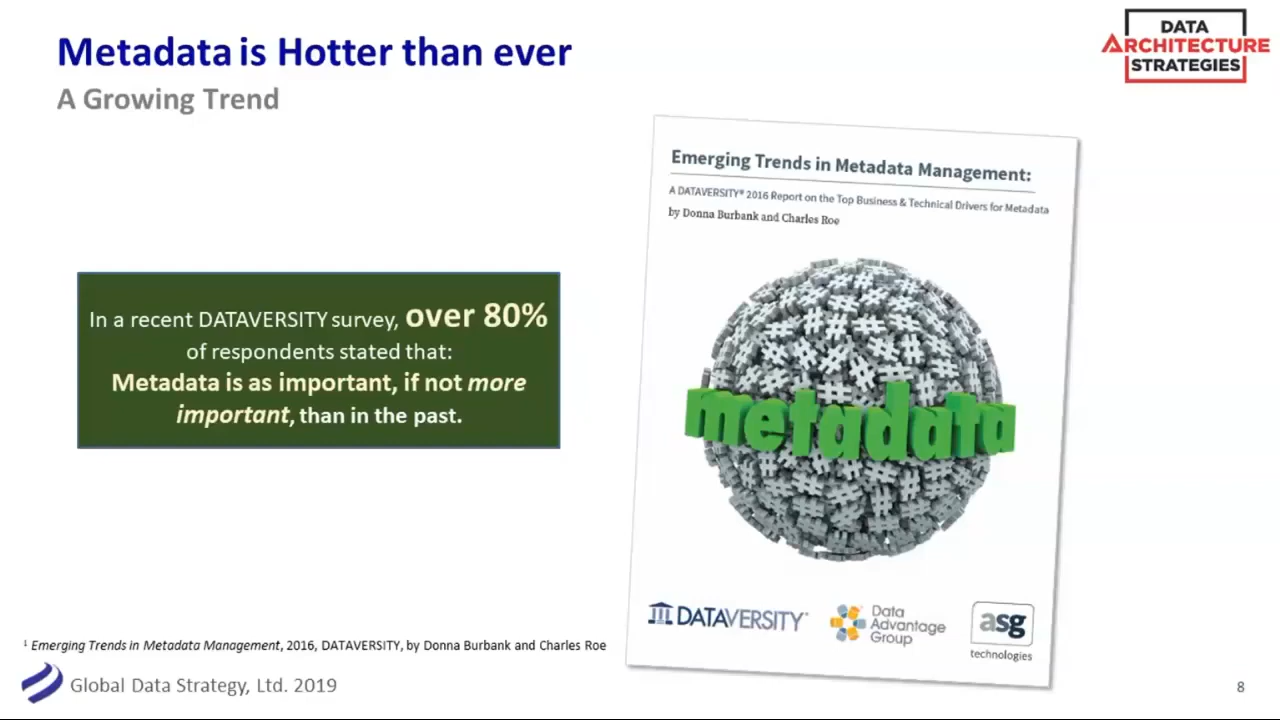 Metadata is Hotter than ever
A Growing Trend
DATA
ARCHITECTURE
STRATEGIES
In a recent DATAVERSITY survey, over 80%
of respondents stated that:
Metadata is as important, if not more
important, than in the past.
Emerging Trends in Metadata Management:
A DATAVERSITY® 2016 Report on the Top Business & Technical Drivers for Metadata
by Donna Burbank and Charles Roe
metadata
DATAVERSITY
Data
Advantage
Group
asg
technologies
1 Emerging Trends in Metadata Management, 2016, DATAVERSITY, by Donna Burbank and Charles Roe
Global Data Strategy, Ltd. 2019
8